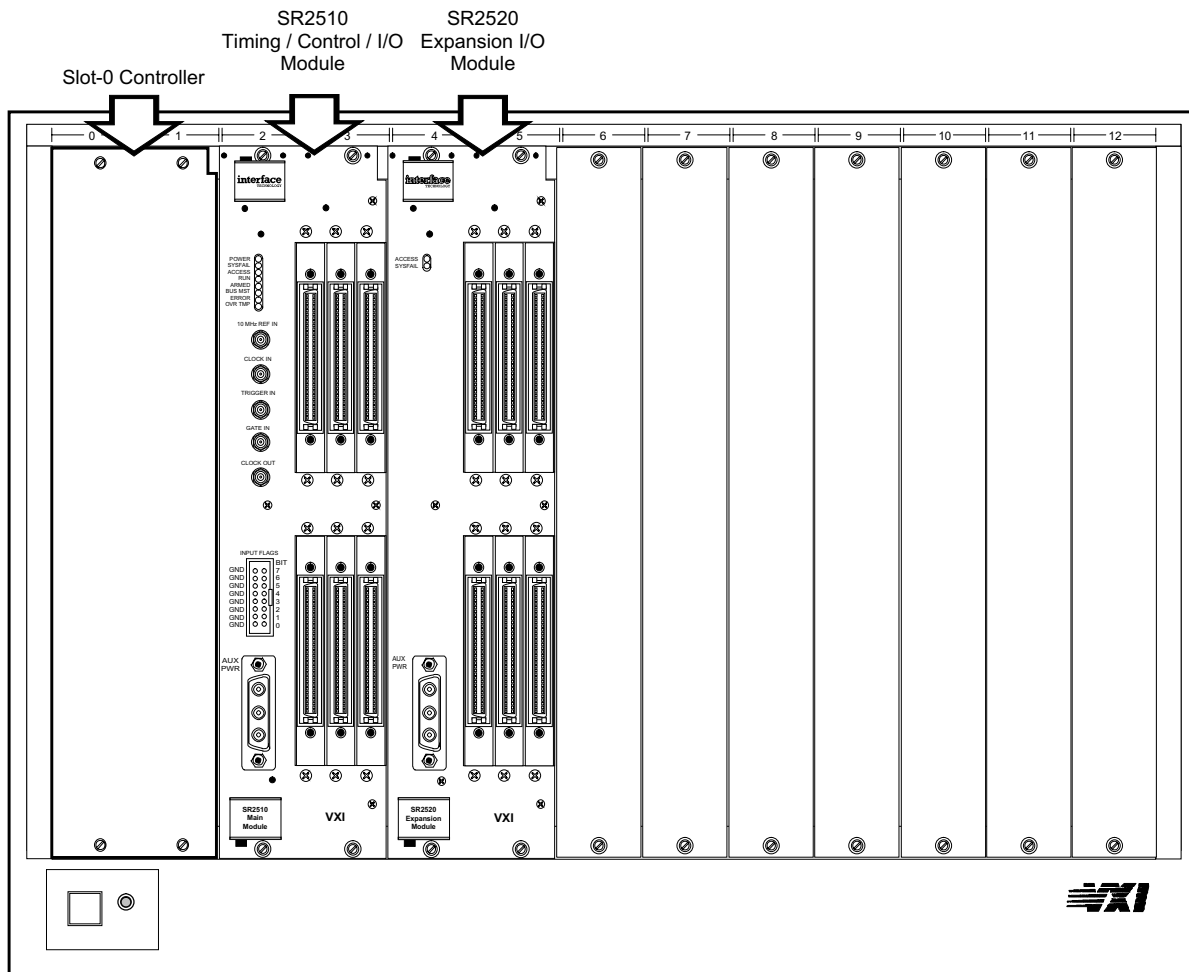 SR2510
Timing / Control / I/O
Module
SR2520
Expansion I/O
Module
Slot-0 Controller
0 1 2 3 4 5 6 7 8 9 10 11 12
interface
TECHNOLOGY
interface
TECHNOLOGY
POWER
SYSFAIL
ACCESS
RUN
ARMED
BUS MST
ERROR
OVR TMP
ACCESS
SYSFAIL
10 MHz REF IN
CLOCK IN
TRIGGER IN
GATE IN
CLOCK OUT
INPUT FLAGS
BIT
GND 7
GND 6
GND 5
GND 4
GND 3
GND 2
GND 1
GND 0
AUX
PWR
AUX
PWR
SR2510
Main
Module
VXI
SR2520
Expansion
Module
VXI
VXI